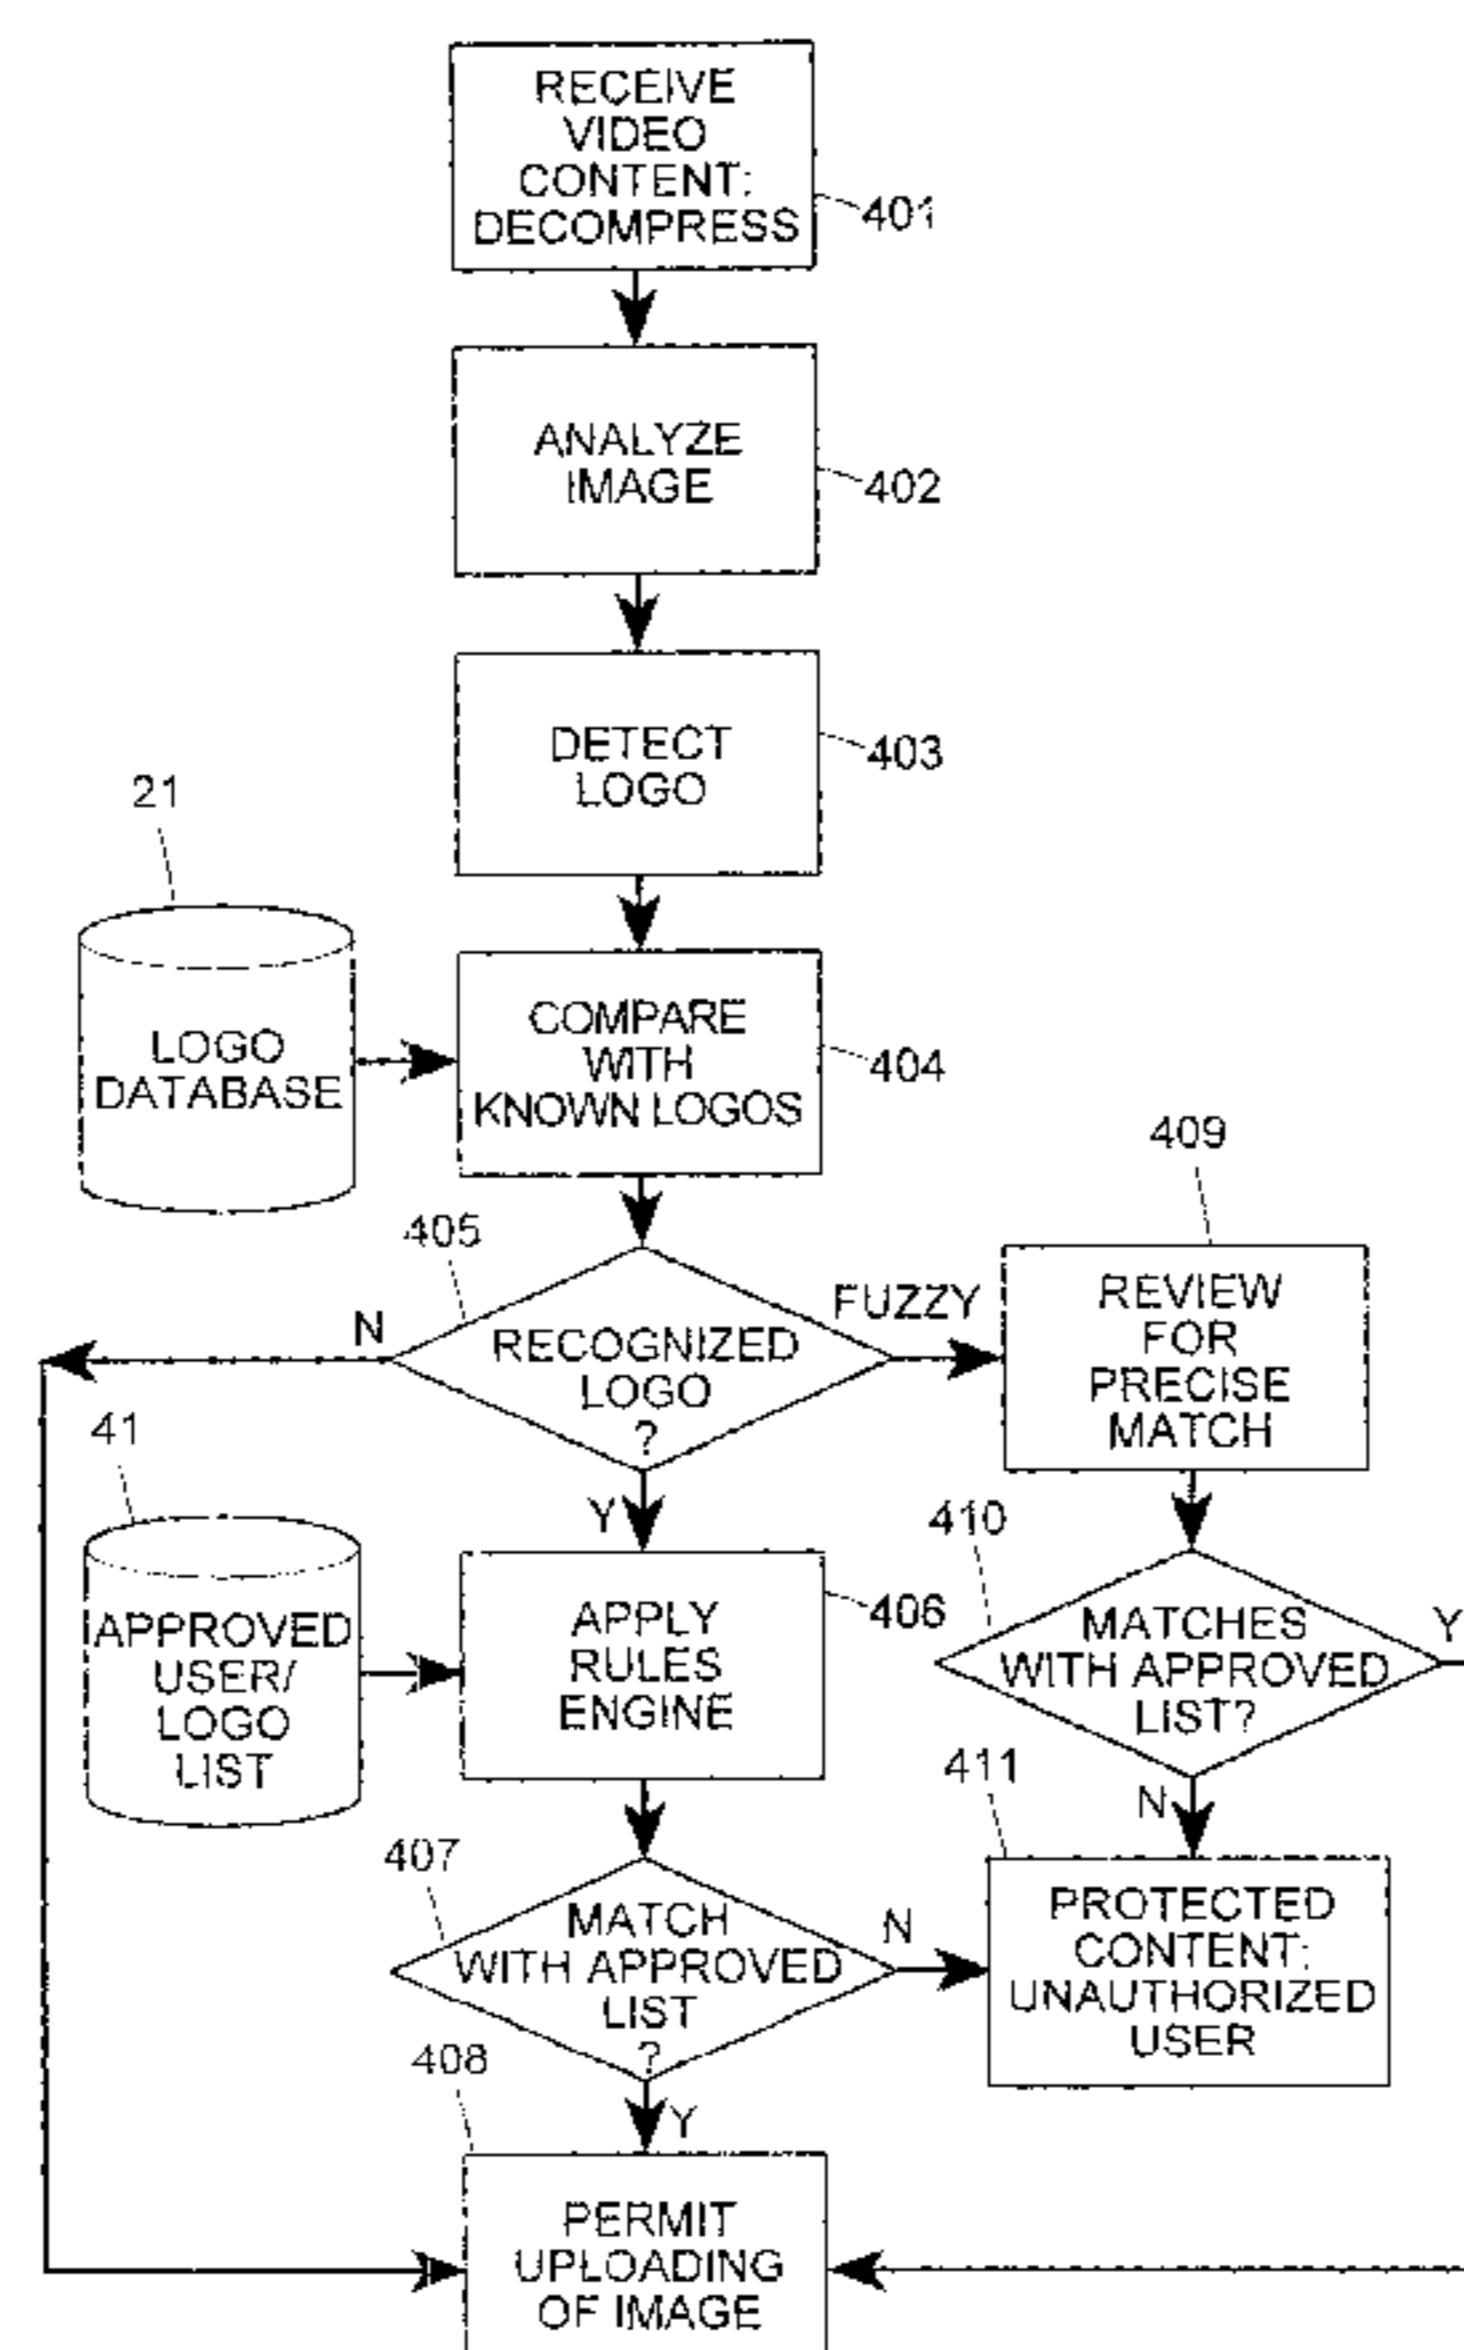 RECEIVE
VIDEO
CONTENT:
DECOMPRESS
401
ANALYZE
IMAGE
402
DETECT
LOGO
403
21
LOGO
DATABASE
COMPARE
WITH
KNOWN LOGOS
404
405
N
RECOGNIZED
LOGO
?
FUZZY
409
REVIEW
FOR
PRECISE
MATCH
Y
41
APPROVED
USER/
LOGO
LIST
APPLY
RULES
ENGINE
406
410
MATCHES
WITH APPROVED
LIST?
Y
N
407
MATCH
WITH APPROVED
LIST
?
N
411
PROTECTED
CONTENT;
UNAUTHORIZED
USER
Y
408
PERMIT
UPLOADING
OF IMAGE